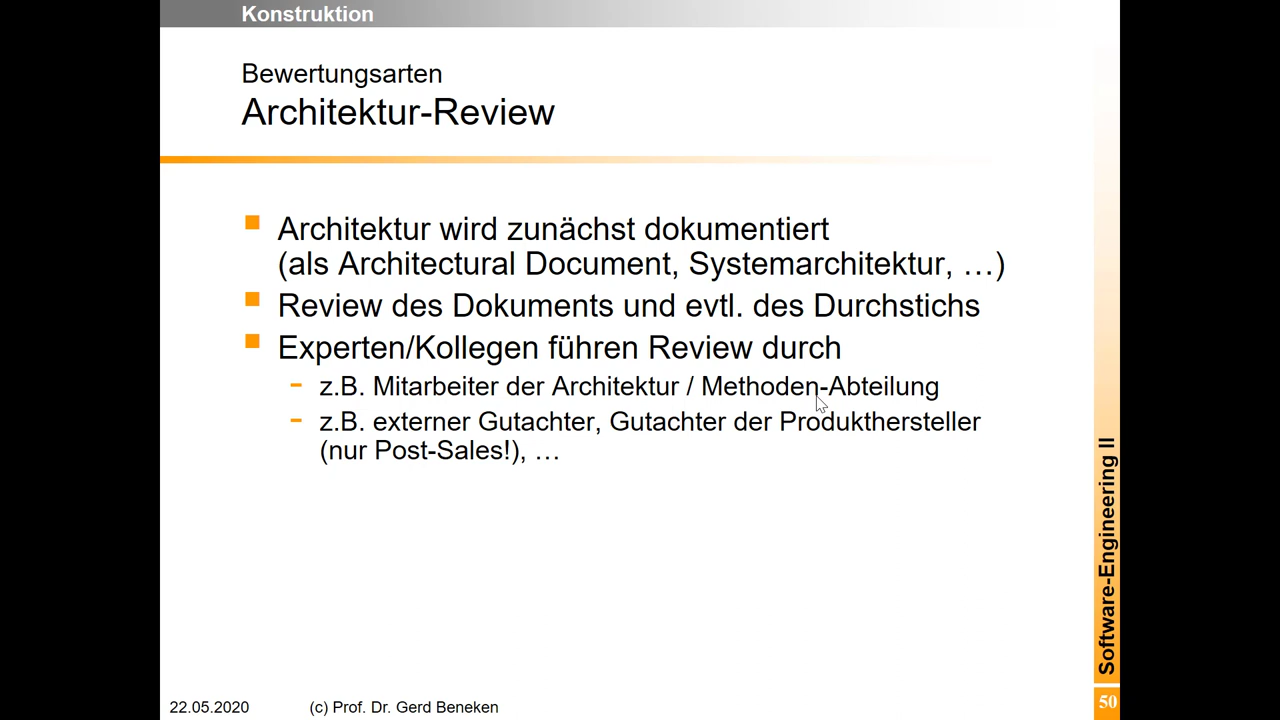 Konstruktion
Bewertungsarten
Architektur-Review
Architektur wird zunächst dokumentiert
(als Architectural Document, Systemarchitektur, …)
Review des Dokuments und evtl. des Durchstichs
Experten/Kollegen führen Review durch
- z.B. Mitarbeiter der Architektur / Methoden-Abteilung
- z.B. externer Gutachter, Gutachter der Produkthersteller
(nur Post-Sales!), …
Software-Engineering II
22.05.2020
(c) Prof. Dr. Gerd Beneken
50